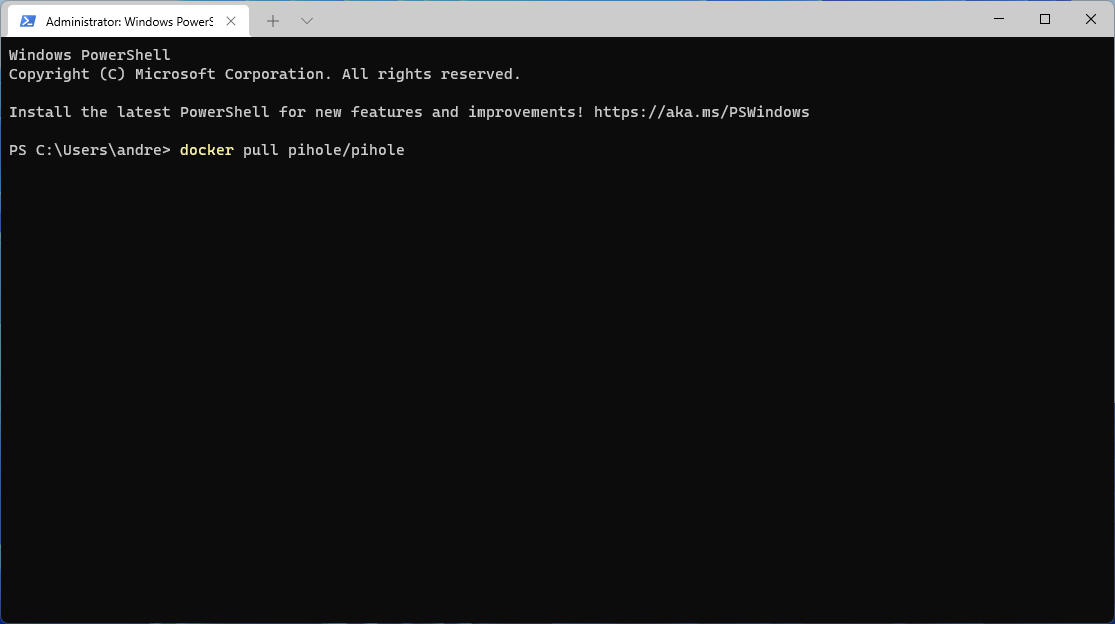 Administrator: Windows PowerS
Windows PowerShell
Copyright (C) Microsoft Corporation. All rights reserved.
Install the latest PowerShell for new features and improvements! https://aka.ms/PSWindows
PS C:\Users\andre> docker pull pihole/pihole